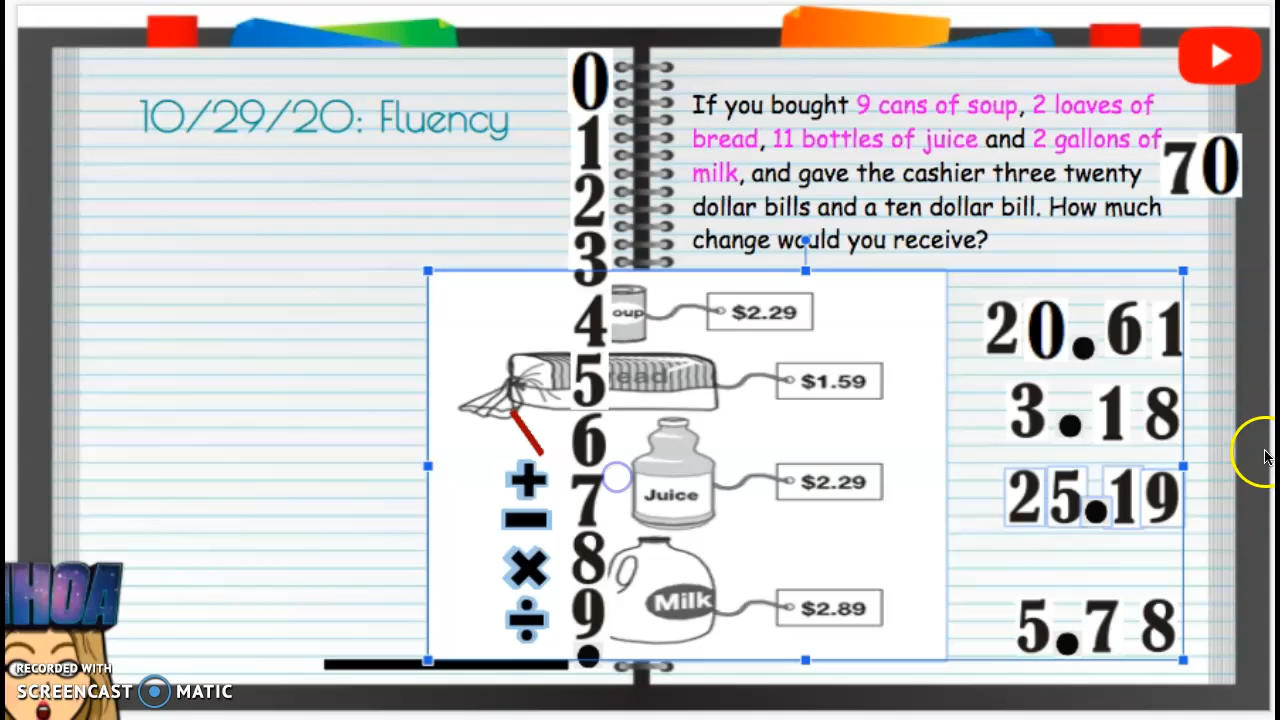 10/29/20: Fluency
0
1
2
3
4
5
6
7
8
9
.
+
−
×
÷
If you bought 9 cans of soup, 2 loaves of
bread, 11 bottles of juice and 2 gallons of
milk, and gave the cashier three twenty
dollar bills and a ten dollar bill. How much
change would you receive?
70
oup
$2.29
20.61
ead
$1.59
3.18
Juice
$2.29
25.19
Milk
$2.89
5.78
HOA
RECORDED WITH
SCREENCAST MATIC